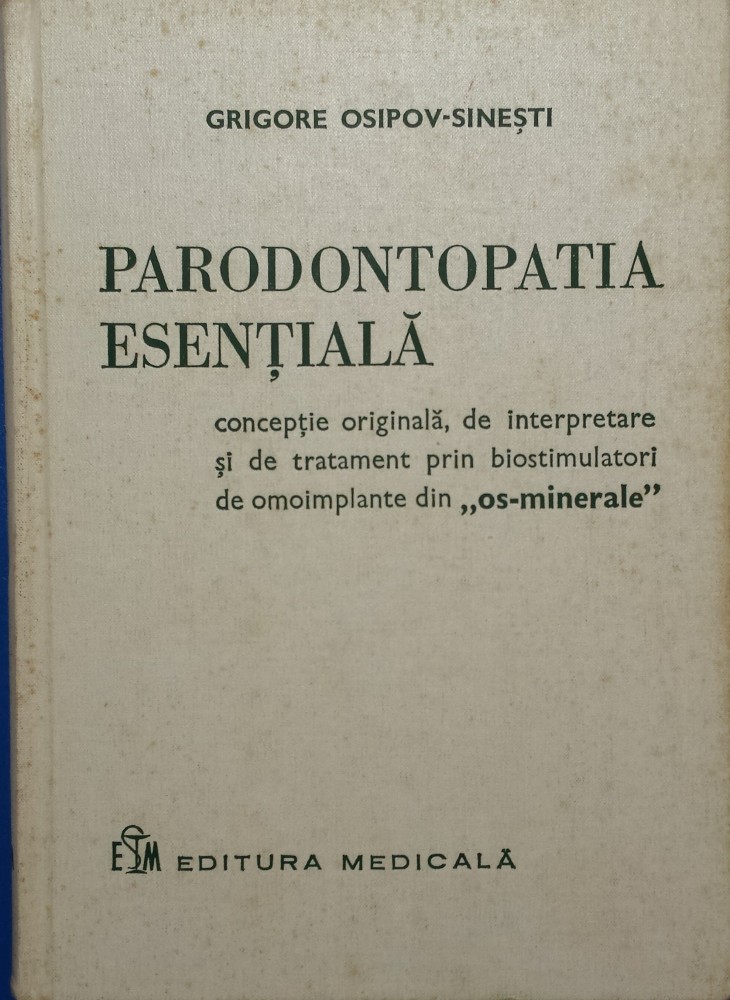 GRIGORE OSIPOV-SINEȘTI
PARODONTOPATIA
ESENȚIALĂ
concepție originală, de interpretare
și de tratament prin biostimulatori
de omoimplante din „os-minerale”
EM EDITURA MEDICALĂ